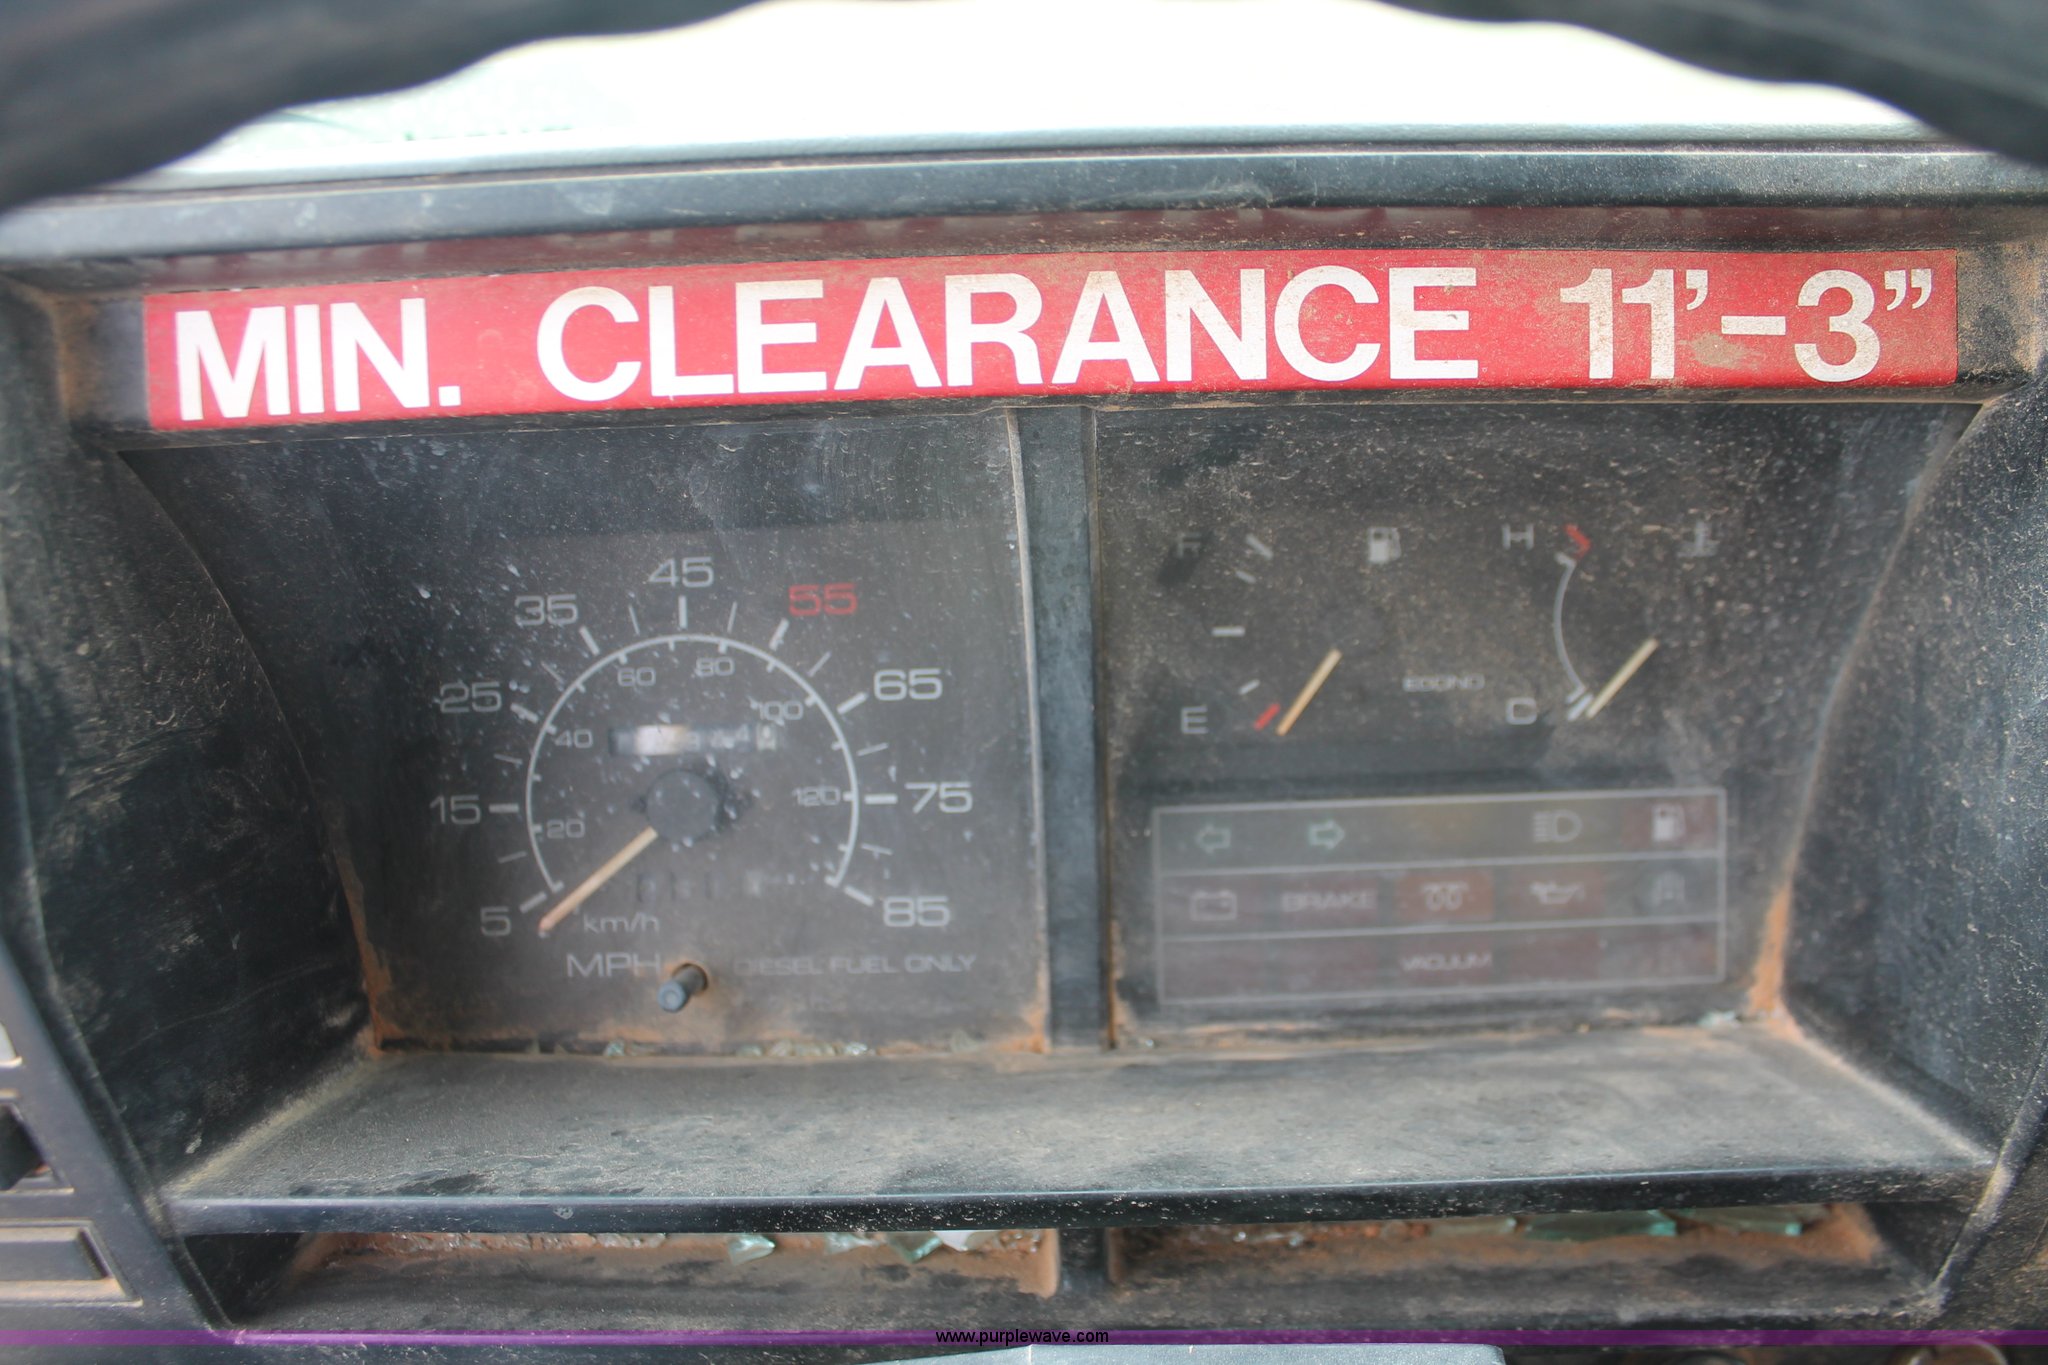 MIN. CLEARANCE 11'-3"
5
15
25
35
45
55
65
75
85
20
40
60
80
100
120
km/h
MPH
DIESEL FUEL ONLY
F
E
H
C
BRAKE
VACUUM
www.purplewave.com